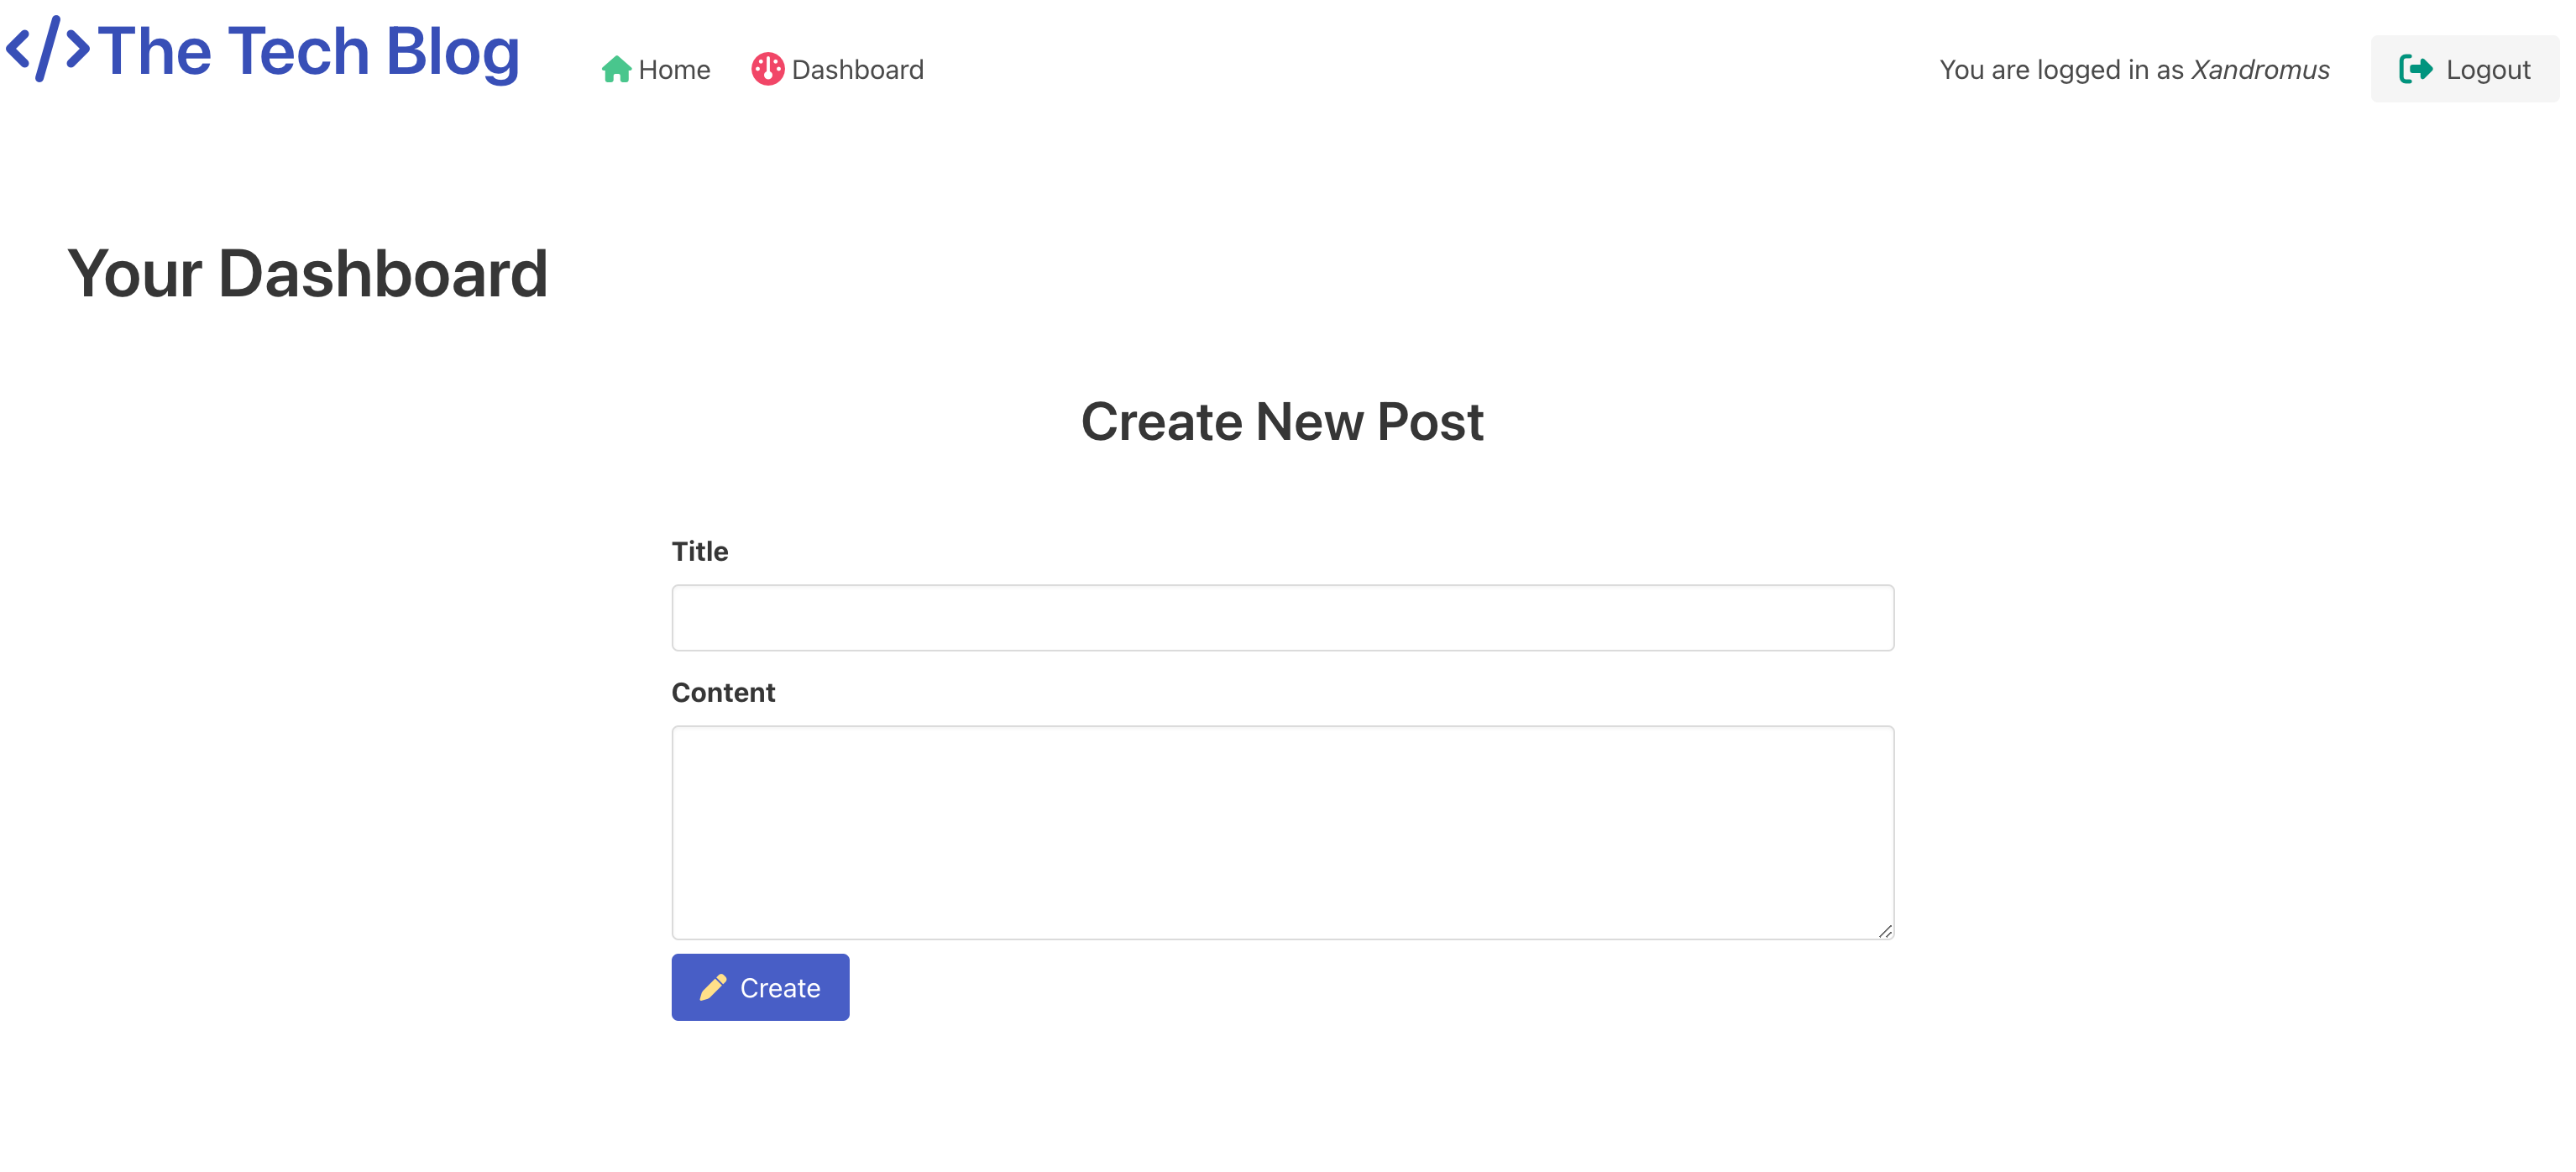 </>The Tech Blog
Home
Dashboard
You are logged in as Xandromus
Logout
Your Dashboard
Create New Post
Title
Content
Create